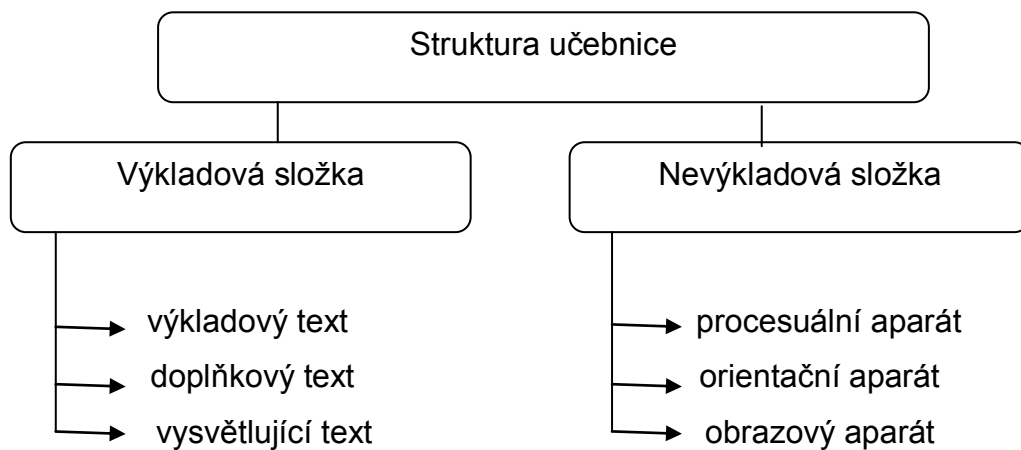 Struktura učebnice
Výkladová složka
Nevýkladová složka
výkladový text
doplňkový text
vysvětlující text
procesuální aparát
orientační aparát
obrazový aparát